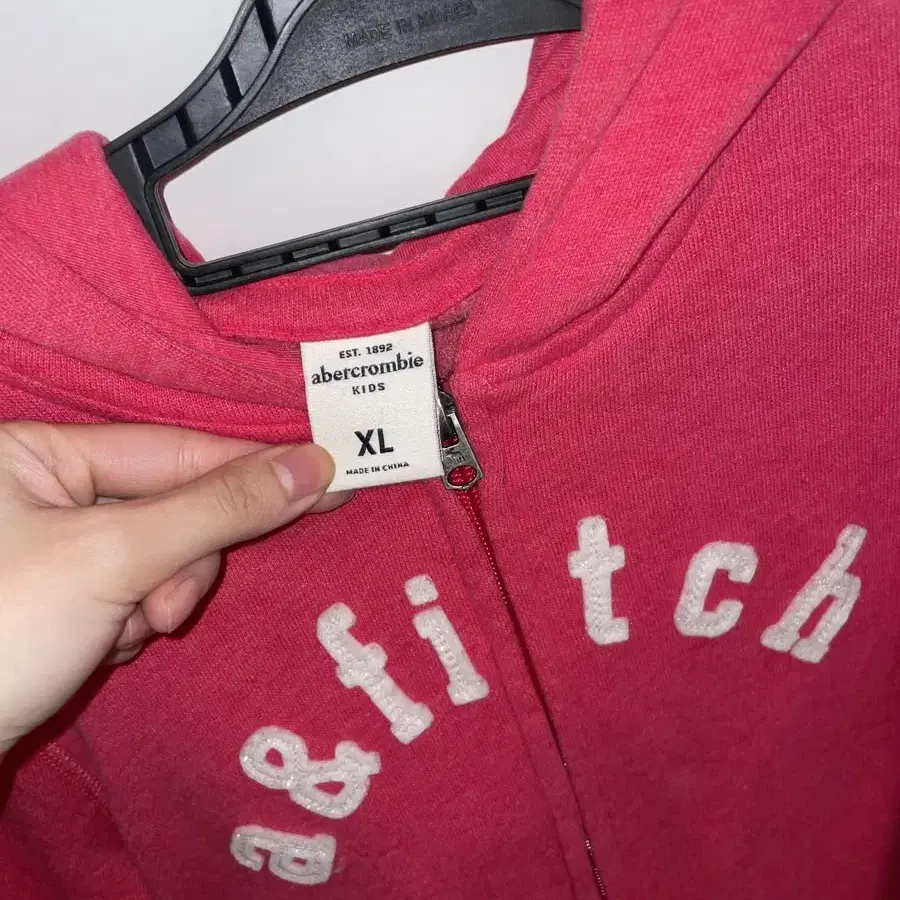 MADE IN KOREA
EST. 1892
abercrombie
KIDS
XL
MADE IN CHINA
a&fitch